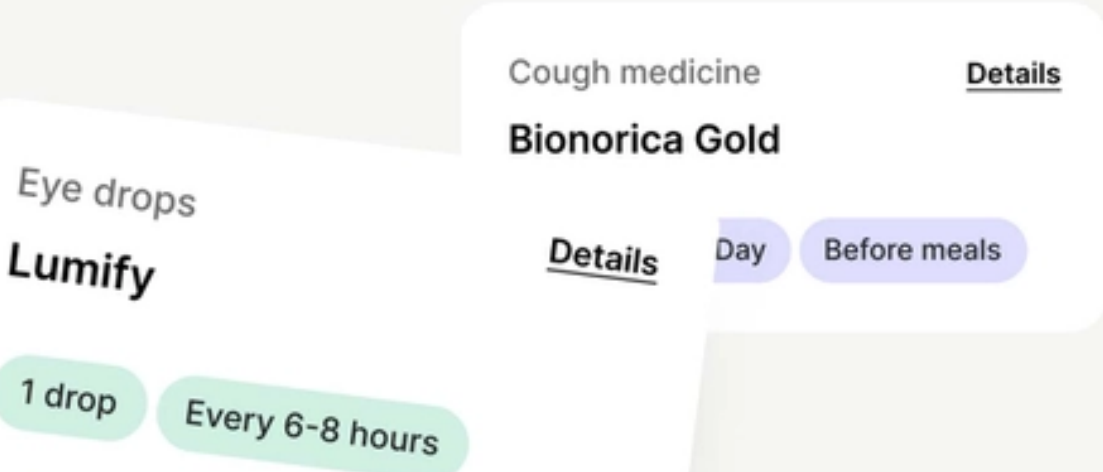 Cough medicine
Details
Bionorica Gold
Day
Before meals
Eye drops
Lumify
Details
1 drop
Every 6-8 hours